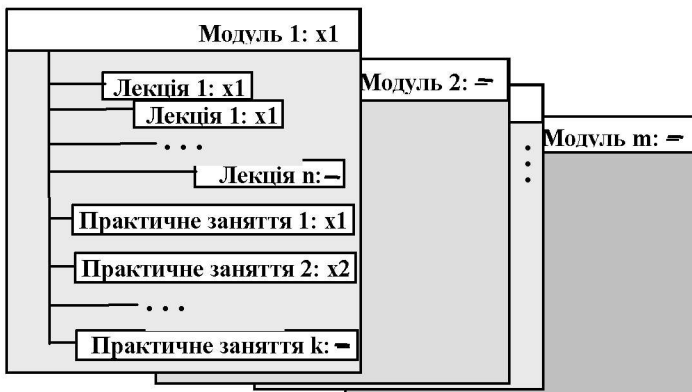 Модуль 1: x1
Лекція 1: x1
Лекція 1: x1
. . .
Лекція n: –
Практичне заняття 1: x1
Практичне заняття 2: x2
. . .
Практичне заняття k: –
Модуль 2: –
Модуль m: –